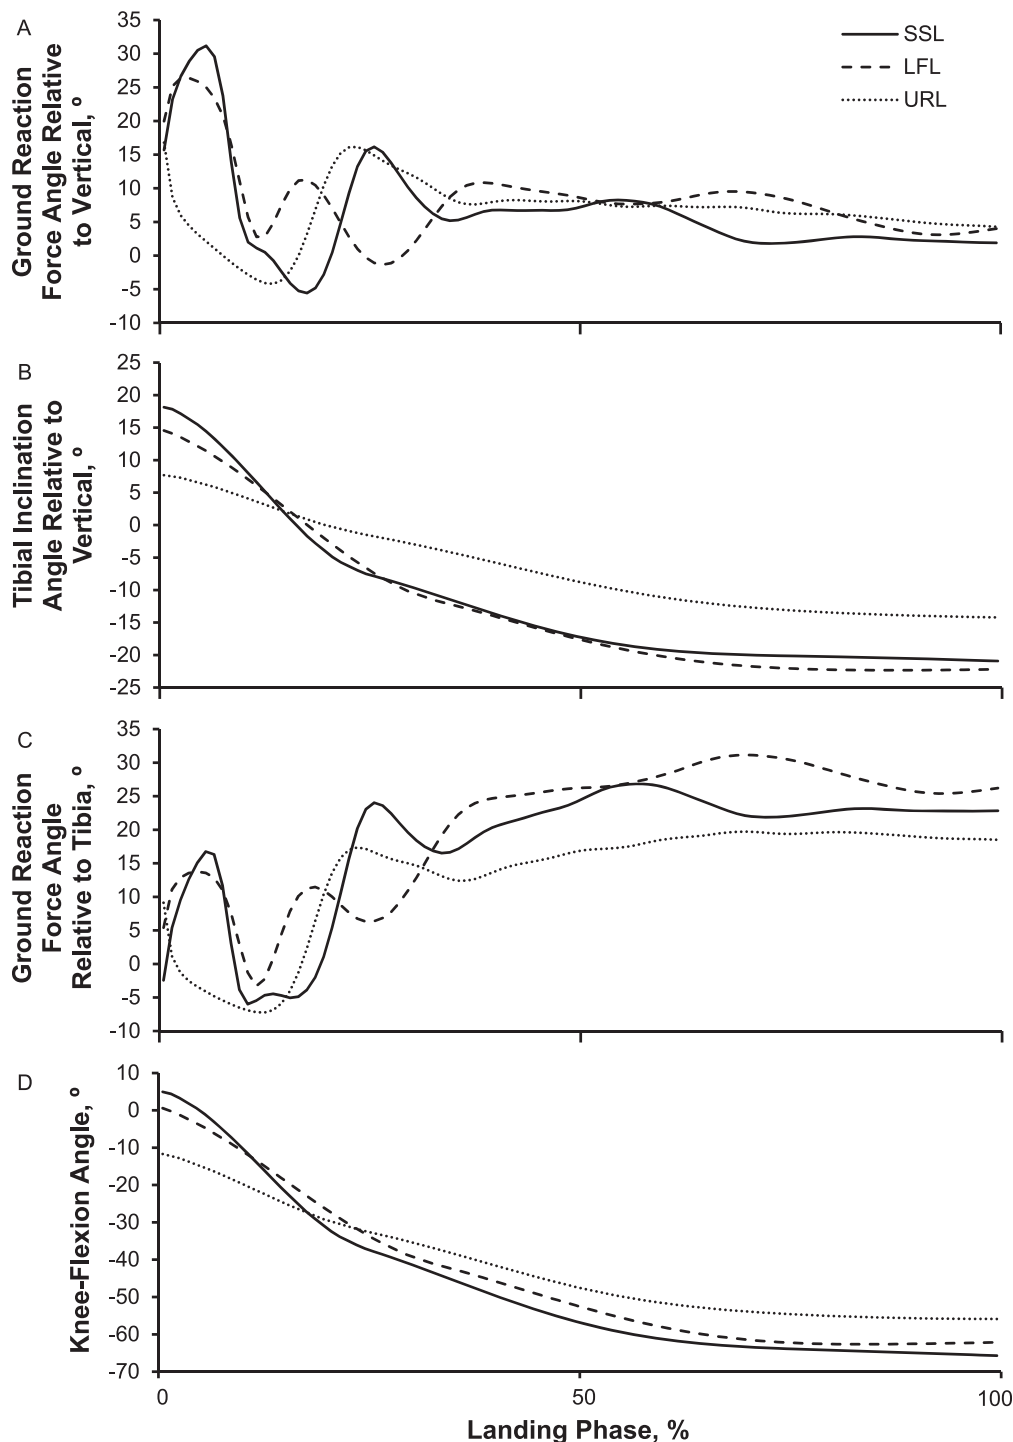 A
Ground Reaction
Force Angle Relative
to Vertical, º
35
30
25
20
15
10
5
0
-5
-10
SSL
LFL
URL
B
Tibial Inclination
Angle Relative to
Vertical, º
25
20
15
10
5
0
-5
-10
-15
-20
-25
C
Ground Reaction
Force Angle
Relative to Tibia, º
35
30
25
20
15
10
5
0
-5
-10
D
Knee-Flexion Angle, º
10
0
-10
-20
-30
-40
-50
-60
-70
0 50 100
Landing Phase, %